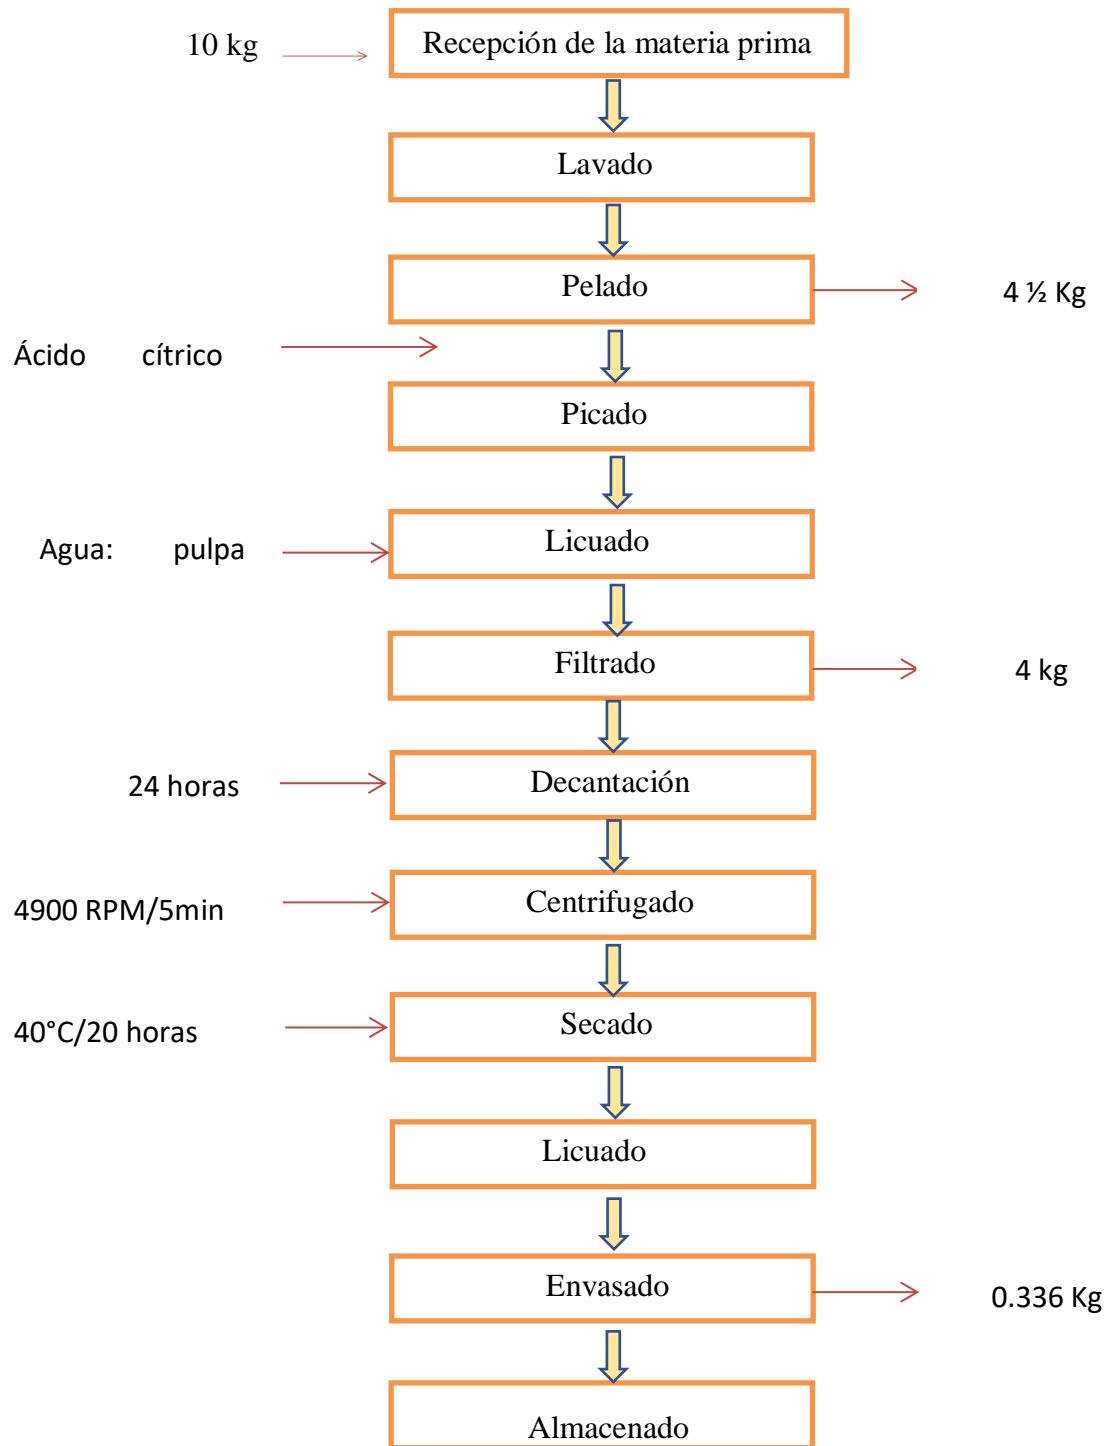 10 kg
Recepción de la materia prima
Lavado
Pelado
4 ½ Kg
Ácido cítrico
Picado
Licuado
Agua: pulpa
Filtrado
4 kg
Decantación
24 horas
Centrifugado
4900 RPM/5min
Secado
40°C/20 horas
Licuado
Envasado
0.336 Kg
Almacenado